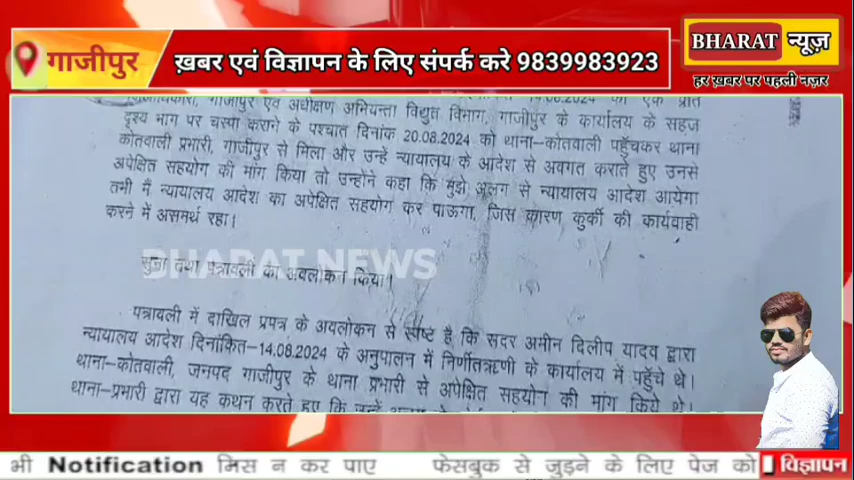 गाजीपुर
ख़बर एवं विज्ञापन के लिए संपर्क करे 9839983923
BHARAT न्यूज़
हर ख़बर पर पहली नज़र
गाजीपुर एवं अधीक्षण अभियन्ता विद्युत विभाग, गाजीपुर के कार्यालय के सहज
दृश्य भाग पर चस्पा कराने के पश्चात दिनांक 20.08.2024 को थाना-कोतवाली पहुँचकर थाना
कोतवाली प्रभारी, गाजीपुर से मिला और उन्हें न्यायालय के आदेश से अवगत कराते हुए उनसे
अपेक्षित सहयोग की मांग किया तो उन्होंने कहा कि मुझे अलग से न्यायालय आदेश आयेगा
तभी मैं न्यायालय आदेश का अपेक्षित सहयोग कर पाऊगा, जिस कारण कुर्की की कार्यवाही
करने में असमर्थ रहा।
BHARAT NEWS
सुना तथा पत्रावली का अवलोकन किया।
पत्रावली में दाखिल प्रपत्र के अवलोकन से स्पष्ट है कि सदर अमीन दिलीप यादव द्वारा
न्यायालय आदेश दिनांकित-14.08.2024 के अनुपालन में निर्णीतऋणी के कार्यालय में पहुँचे थे।
थाना-कोतवाली, जनपद गाजीपुर के थाना प्रभारी से अपेक्षित सहयोग की मांग किये थे।
थाना-प्रभारी द्वारा यह कथन करते हुए कि उन्हें
भी Notification मिस न कर पाए फेसबुक से जुड़ने के लिए पेज को विज्ञापन